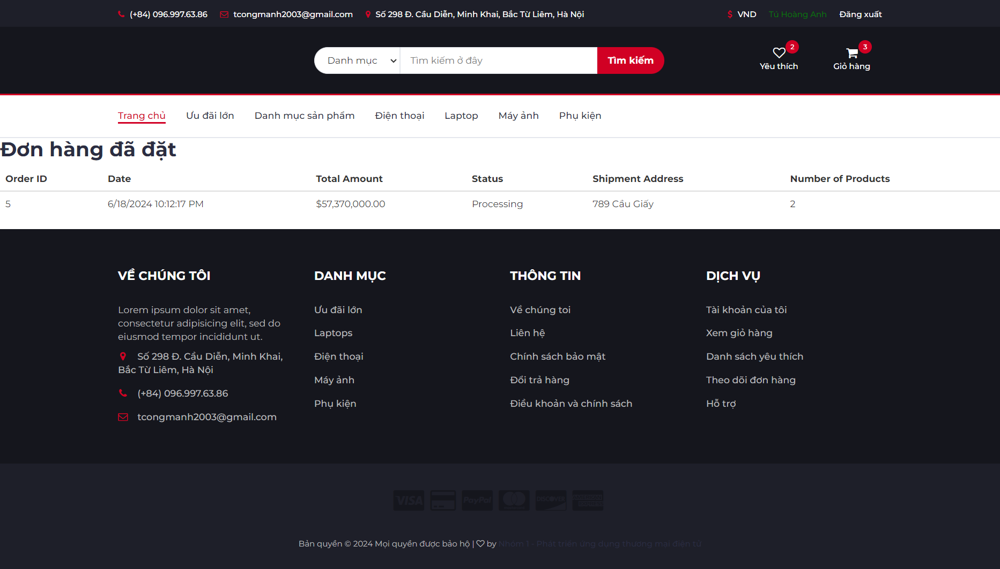 (+84) 096.997.63.86 tcongmanh2003@gmail.com Số 298 Đ. Cầu Diễn, Minh Khai, Bắc Từ Liêm, Hà Nội VND Tú Hoàng Anh Đăng xuất
Danh mục Tìm kiếm ở đây Tìm kiếm
2
Yêu thích
3
Giỏ hàng
Trang chủ Ưu đãi lớn Danh mục sản phẩm Điện thoại Laptop Máy ảnh Phụ kiện
Đơn hàng đã đặt
Order ID Date Total Amount Status Shipment Address Number of Products
5 6/18/2024 10:12:17 PM $57,370,000.00 Processing 789 Cầu Giấy 2
VỀ CHÚNG TÔI
Lorem ipsum dolor sit amet,
consectetur adipisicing elit, sed do
eiusmod tempor incididunt ut.
Số 298 Đ. Cầu Diễn, Minh Khai,
Bắc Từ Liêm, Hà Nội
(+84) 096.997.63.86
tcongmanh2003@gmail.com
DANH MỤC
Ưu đãi lớn
Laptops
Điện thoại
Máy ảnh
Phụ kiện
THÔNG TIN
Về chúng toi
Liên hệ
Chính sách bảo mật
Đổi trả hàng
Điều khoản và chính sách
DỊCH VỤ
Tài khoản của tôi
Xem giỏ hàng
Danh sách yêu thích
Theo dõi đơn hàng
Hỗ trợ
VISA PayPal DISCOVER AMERICAN EXPRESS
Bản quyền © 2024 Mọi quyền được bảo hộ | by Nhóm 1 - Phát triển ứng dụng thương mại điện tử